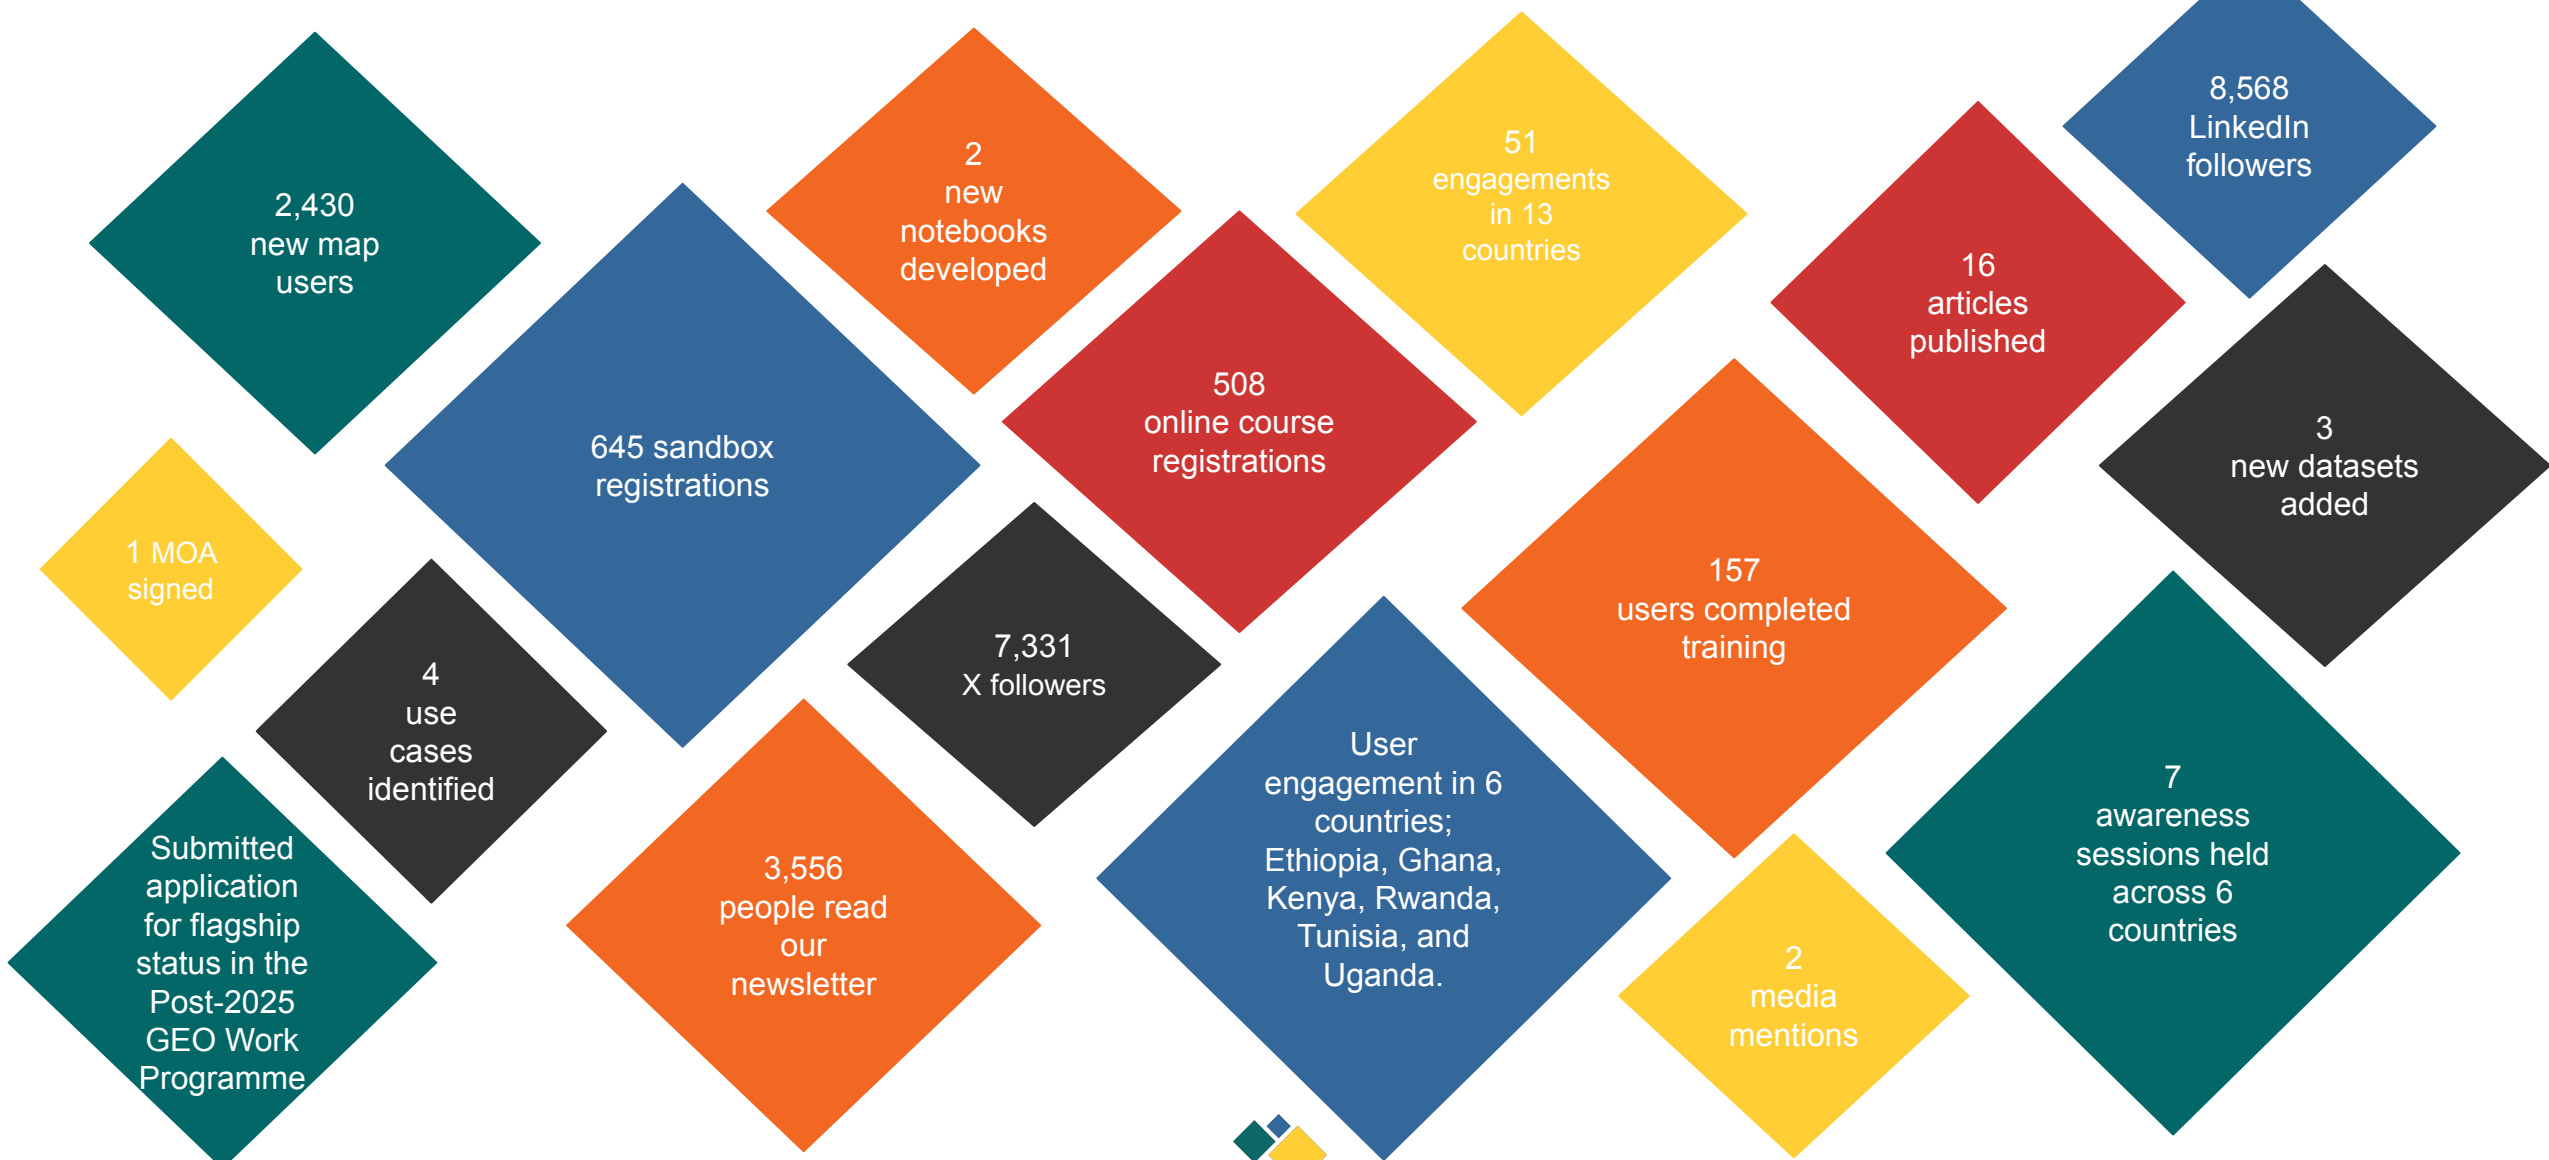 2,430
new map
users
2
new
notebooks
developed
51
engagements
in 13
countries
8,568
LinkedIn
followers
16
articles
published
645 sandbox
registrations
508
online course
registrations
3
new datasets
added
1 MOA
signed
4
use
cases
identified
7,331
X followers
157
users completed
training
Submitted
application
for flagship
status in the
Post-2025
GEO Work
Programme
3,556
people read
our
newsletter
User
engagement in 6
countries;
Ethiopia, Ghana,
Kenya, Rwanda,
Tunisia, and
Uganda.
2
media
mentions
7
awareness
sessions held
across 6
countries